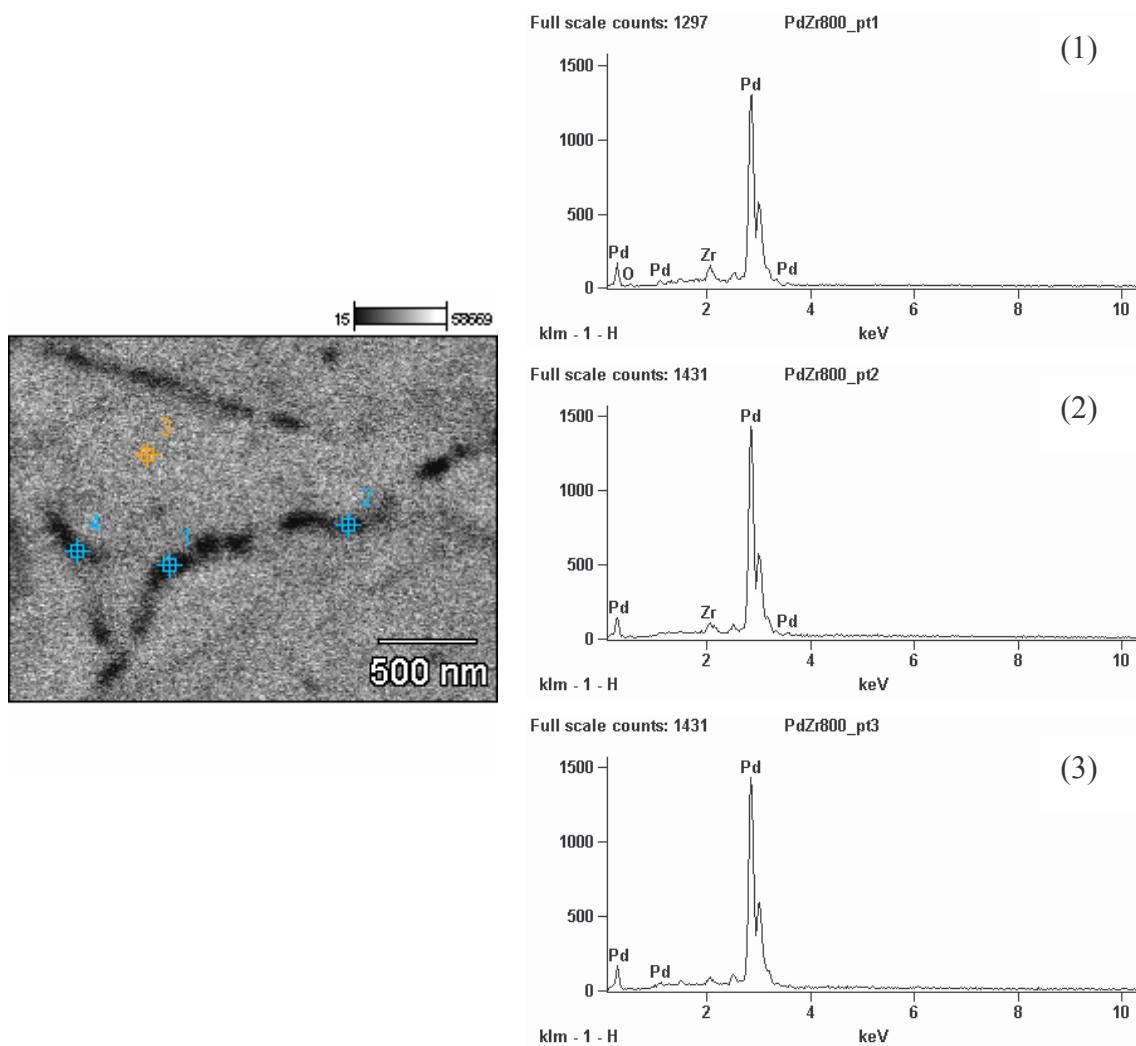 15 58669
3
4
1
2
500 nm
Full scale counts: 1297 PdZr800_pt1
(1)
1500
1000
500
0
Pd
Pd
O
Pd
Zr
Pd
2 4 6 8 10
klm - 1 - H keV
Full scale counts: 1431 PdZr800_pt2
(2)
1500
1000
500
0
Pd
Pd
Zr
Pd
2 4 6 8 10
klm - 1 - H keV
Full scale counts: 1431 PdZr800_pt3
(3)
1500
1000
500
0
Pd
Pd
Pd
2 4 6 8 10
klm - 1 - H keV